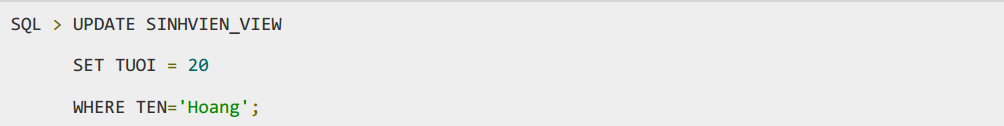 SQL > UPDATE SINHVIEN_VIEW
SET TUOI = 20
WHERE TEN='Hoang';